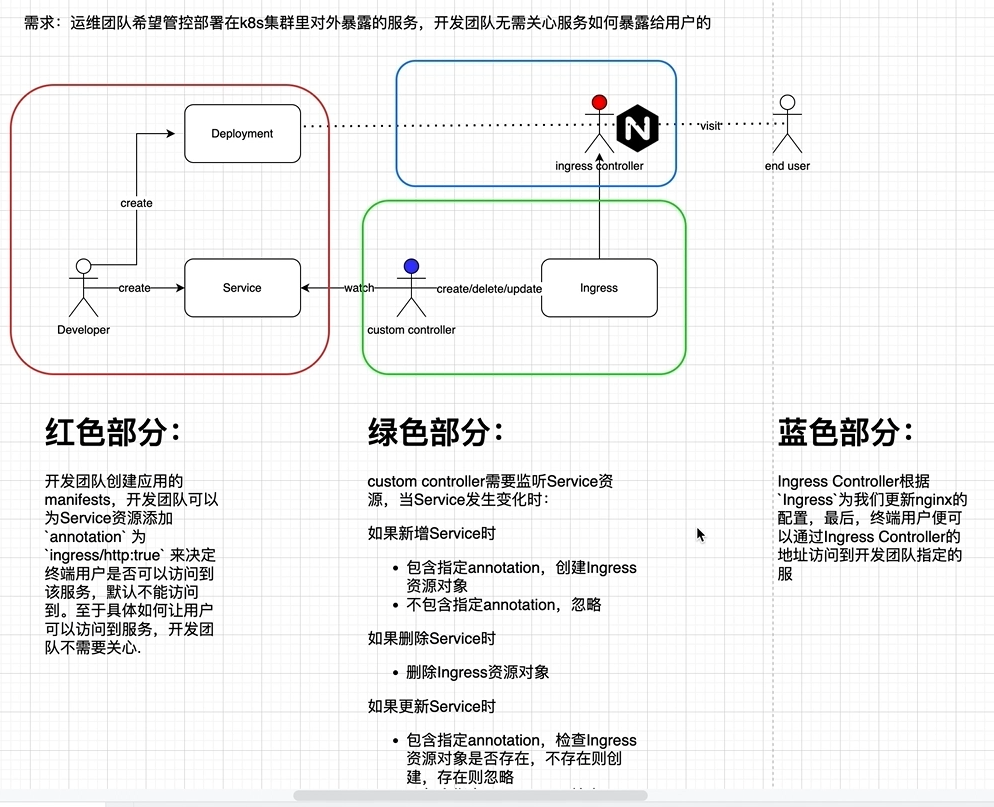 需求：运维团队希望管控部署在k8s集群里对外暴露的服务，开发团队无需关心服务如何暴露给用户的
Deployment
N
visit
ingress controller
end user
create
create
Service
watch
create/delete/update
Ingress
Developer
custom controller
红色部分：
开发团队创建应用的
manifests，开发团队可以
为Service资源添加
`annotation` 为
`ingress/http:true` 来决定
终端用户是否可以访问到
该服务，默认不能访问
到。至于具体如何让用户
可以访问到服务，开发团
队不需要关心.
绿色部分：
custom controller需要监听Service资
源，当Service发生变化时：
如果新增Service时
• 包含指定annotation，创建Ingress
资源对象
• 不包含指定annotation，忽略
如果删除Service时
• 删除Ingress资源对象
如果更新Service时
• 包含指定annotation，检查Ingress
资源对象是否存在，不存在则创
建，存在则忽略
蓝色部分：
Ingress Controller根据
`Ingress`为我们更新nginx的
配置，最后，终端用户便可
以通过Ingress Controller的
地址访问到开发团队指定的
服